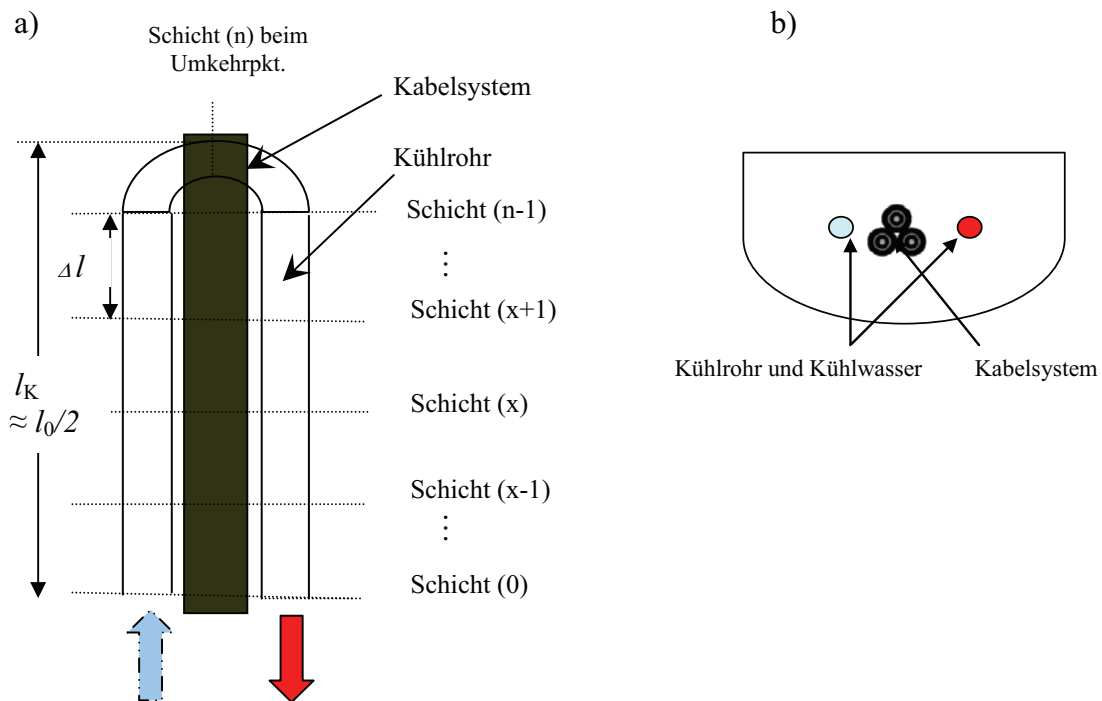 a)
Schicht (n) beim
Umkehrpkt.
Kabelsystem
Kühlrohr
Schicht (n-1)
⋮
Δl
Schicht (x+1)
lK
≈ l0/2
Schicht (x)
Schicht (x-1)
⋮
Schicht (0)
b)
Kühlrohr und Kühlwasser
Kabelsystem